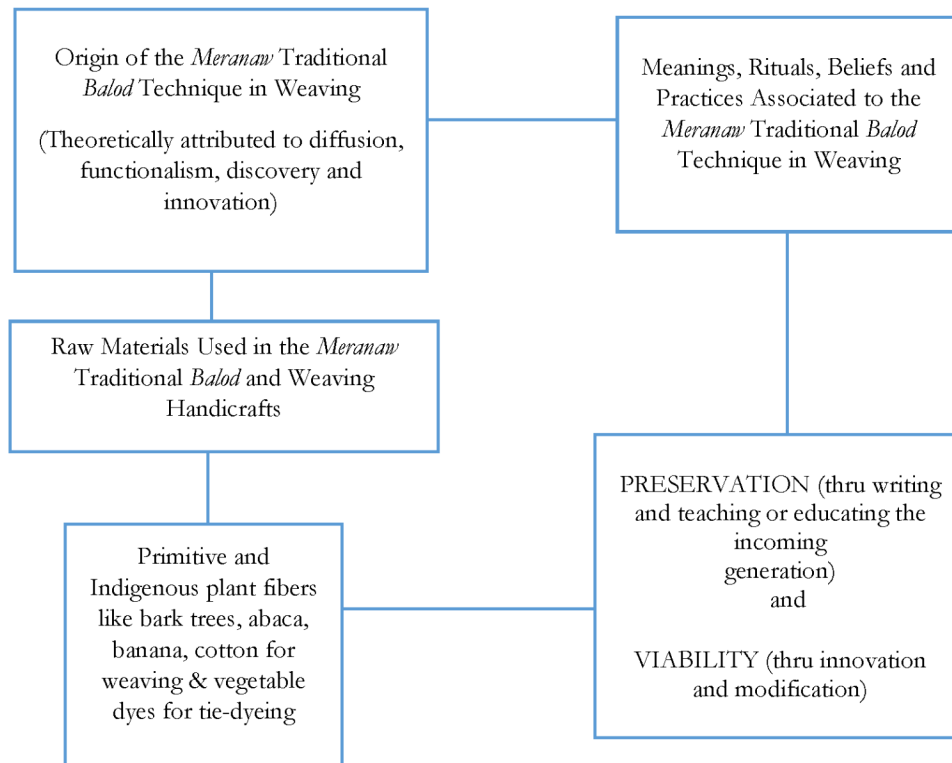 Origin of the Meranaw Traditional
Balod Technique in Weaving
(Theoretically attributed to diffusion,
functionalism, discovery and
innovation)
Meanings, Rituals, Beliefs and
Practices Associated to the
Meranaw Traditional Balod
Technique in Weaving
Raw Materials Used in the Meranaw
Traditional Balod and Weaving
Handicrafts
Primitive and
Indigenous plant fibers
like bark trees, abaca,
banana, cotton for
weaving & vegetable
dyes for tie-dyeing
PRESERVATION (thru writing
and teaching or educating the
incoming
generation)
and
VIABILITY (thru innovation
and modification)